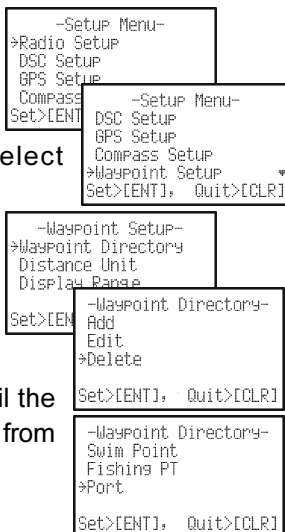 -Setup Menu-
→Radio Setup
DSC Setup
GPS Setup
Compass
Set>[ENT
-Setup Menu-
DSC Setup
GPS Setup
Compass Setup
→Waypoint Setup ▼
Set>[ENT], Quit>[CLR]
elect
-Waypoint Setup-
→Waypoint Directory
Distance Unit
Display Range
Set>[EN
-Waypoint Directory-
Add
Edit
→Delete
Set>[ENT], Quit>[CLR]
il the
from
-Waypoint Directory-
Swim Point
Fishing PT
→Port
Set>[ENT], Quit>[CLR]